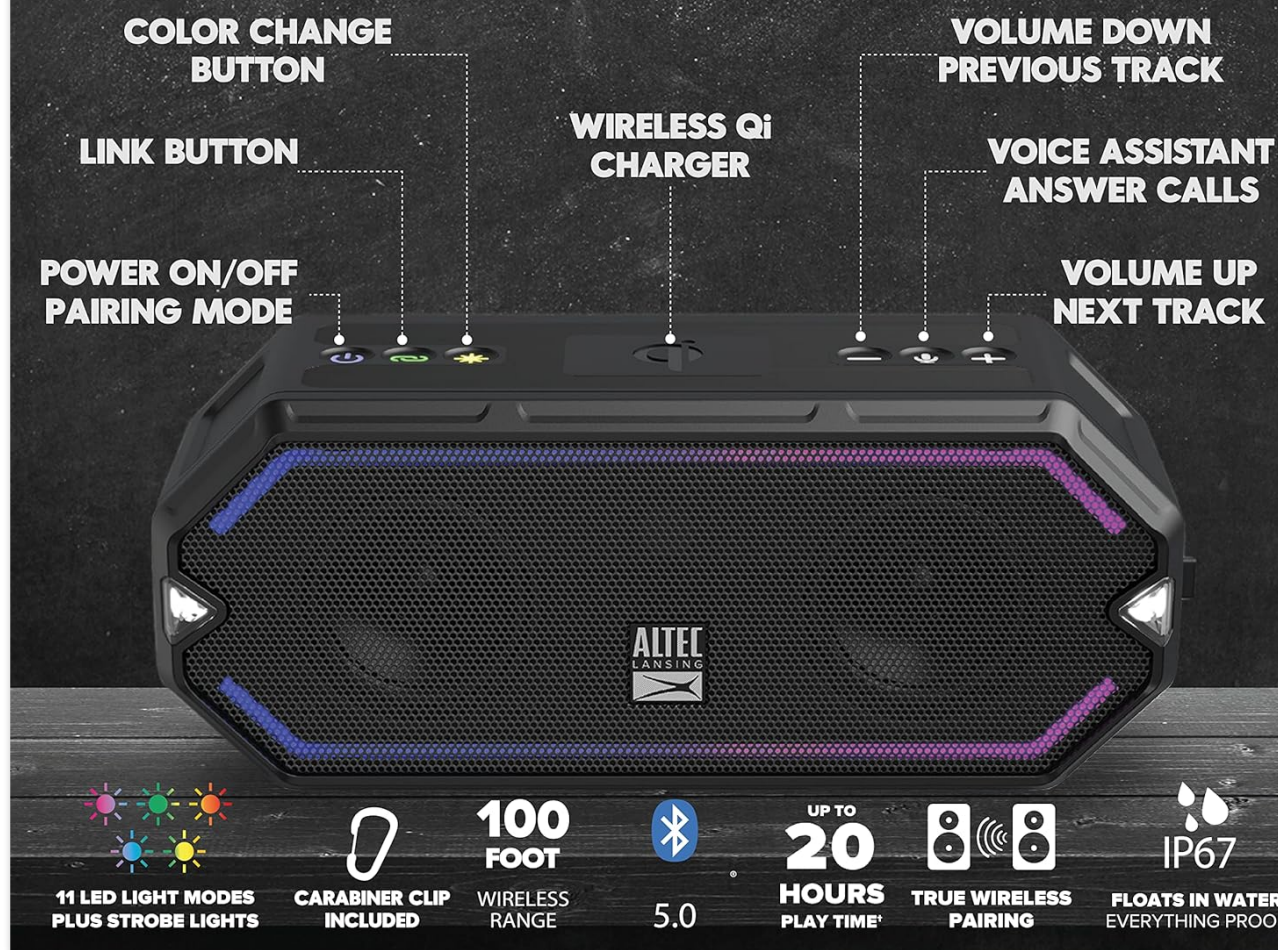 COLOR CHANGE
BUTTON
VOLUME DOWN
PREVIOUS TRACK
LINK BUTTON
WIRELESS Qi
CHARGER
VOICE ASSISTANT
ANSWER CALLS
POWER ON/OFF
PAIRING MODE
VOLUME UP
NEXT TRACK
ALTEC
LANSING
11 LED LIGHT MODES
PLUS STROBE LIGHTS
CARABINER CLIP
INCLUDED
100
FOOT
WIRELESS
RANGE
®
5.0
UP TO
20
HOURS
PLAY TIME†
TRUE WIRELESS
PAIRING
IP67
FLOATS IN WATER
EVERYTHING PROO